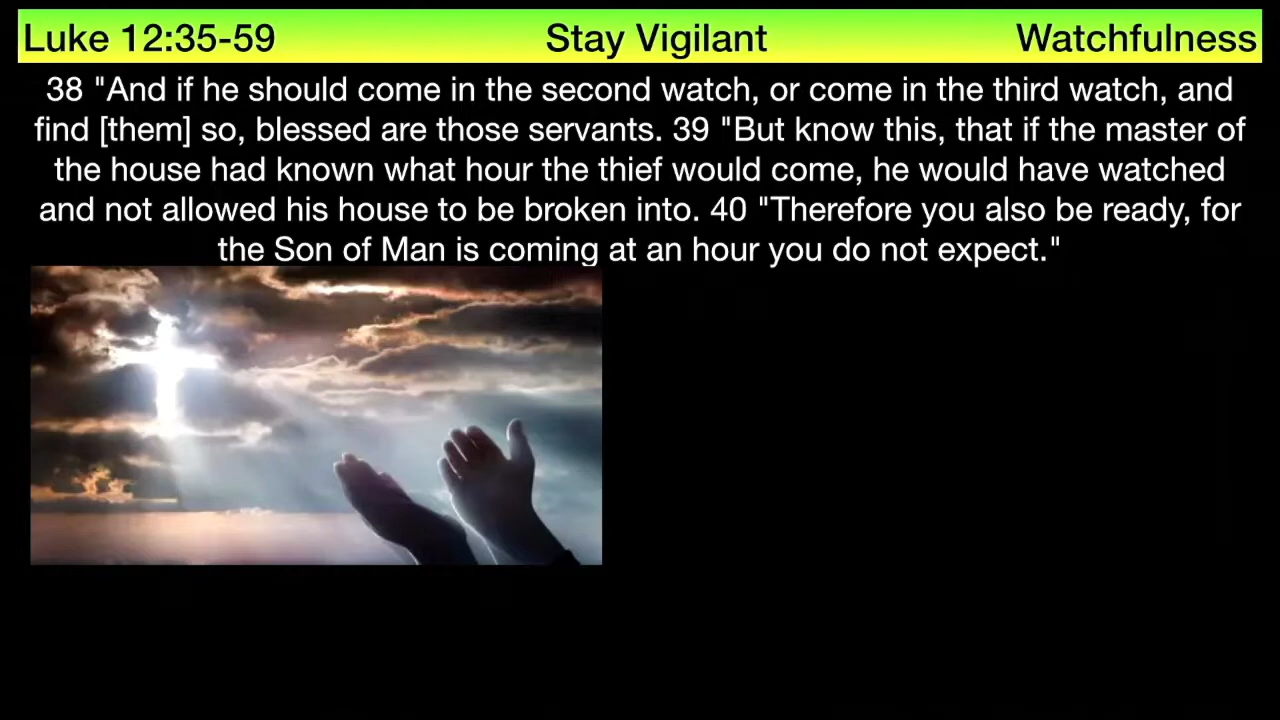 Luke 12:35-59 Stay Vigilant Watchfulness
38 "And if he should come in the second watch, or come in the third watch, and
find [them] so, blessed are those servants. 39 "But know this, that if the master of
the house had known what hour the thief would come, he would have watched
and not allowed his house to be broken into. 40 "Therefore you also be ready, for
the Son of Man is coming at an hour you do not expect."